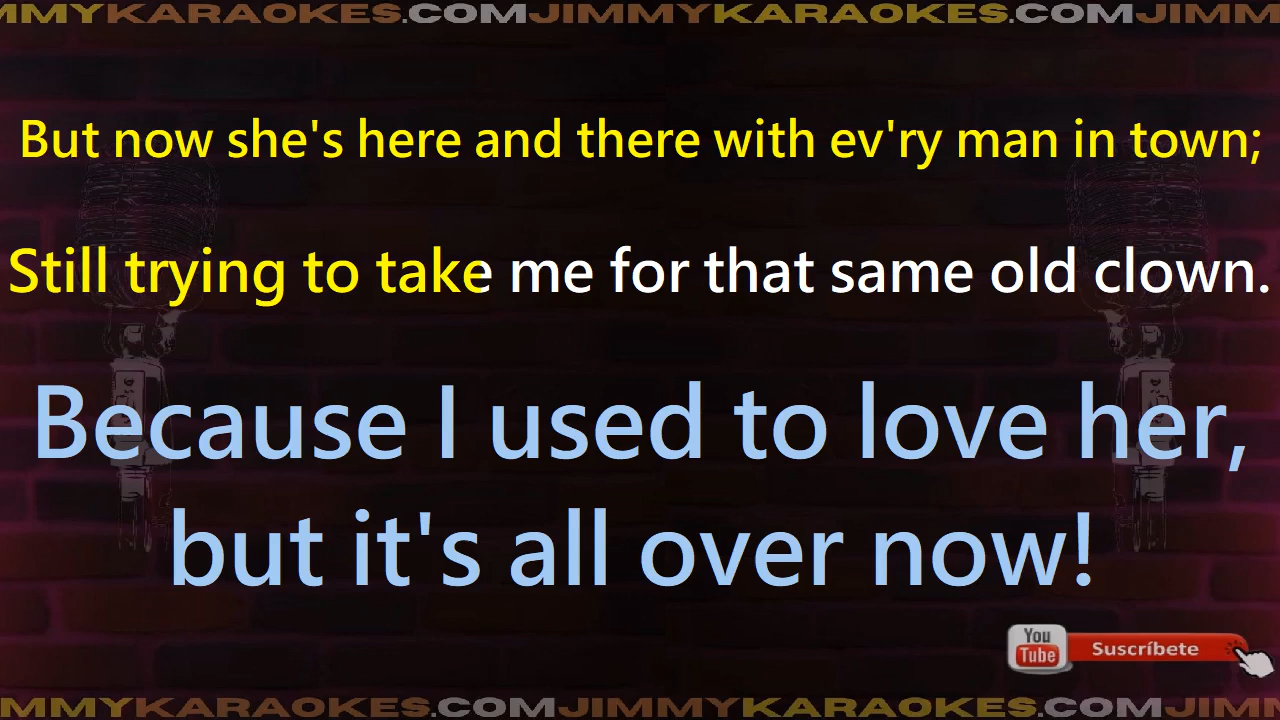 MMYKARAOKES.COMJIMMYKARAOKES.COMJIMM
But now she's here and there with ev'ry man in town;
Still trying to take me for that same old clown.
Because I used to love her,
but it's all over now!
You
Tube
Suscríbete
MMYKARAOKES.COMJIMMYKARAOKES.COMJIMM